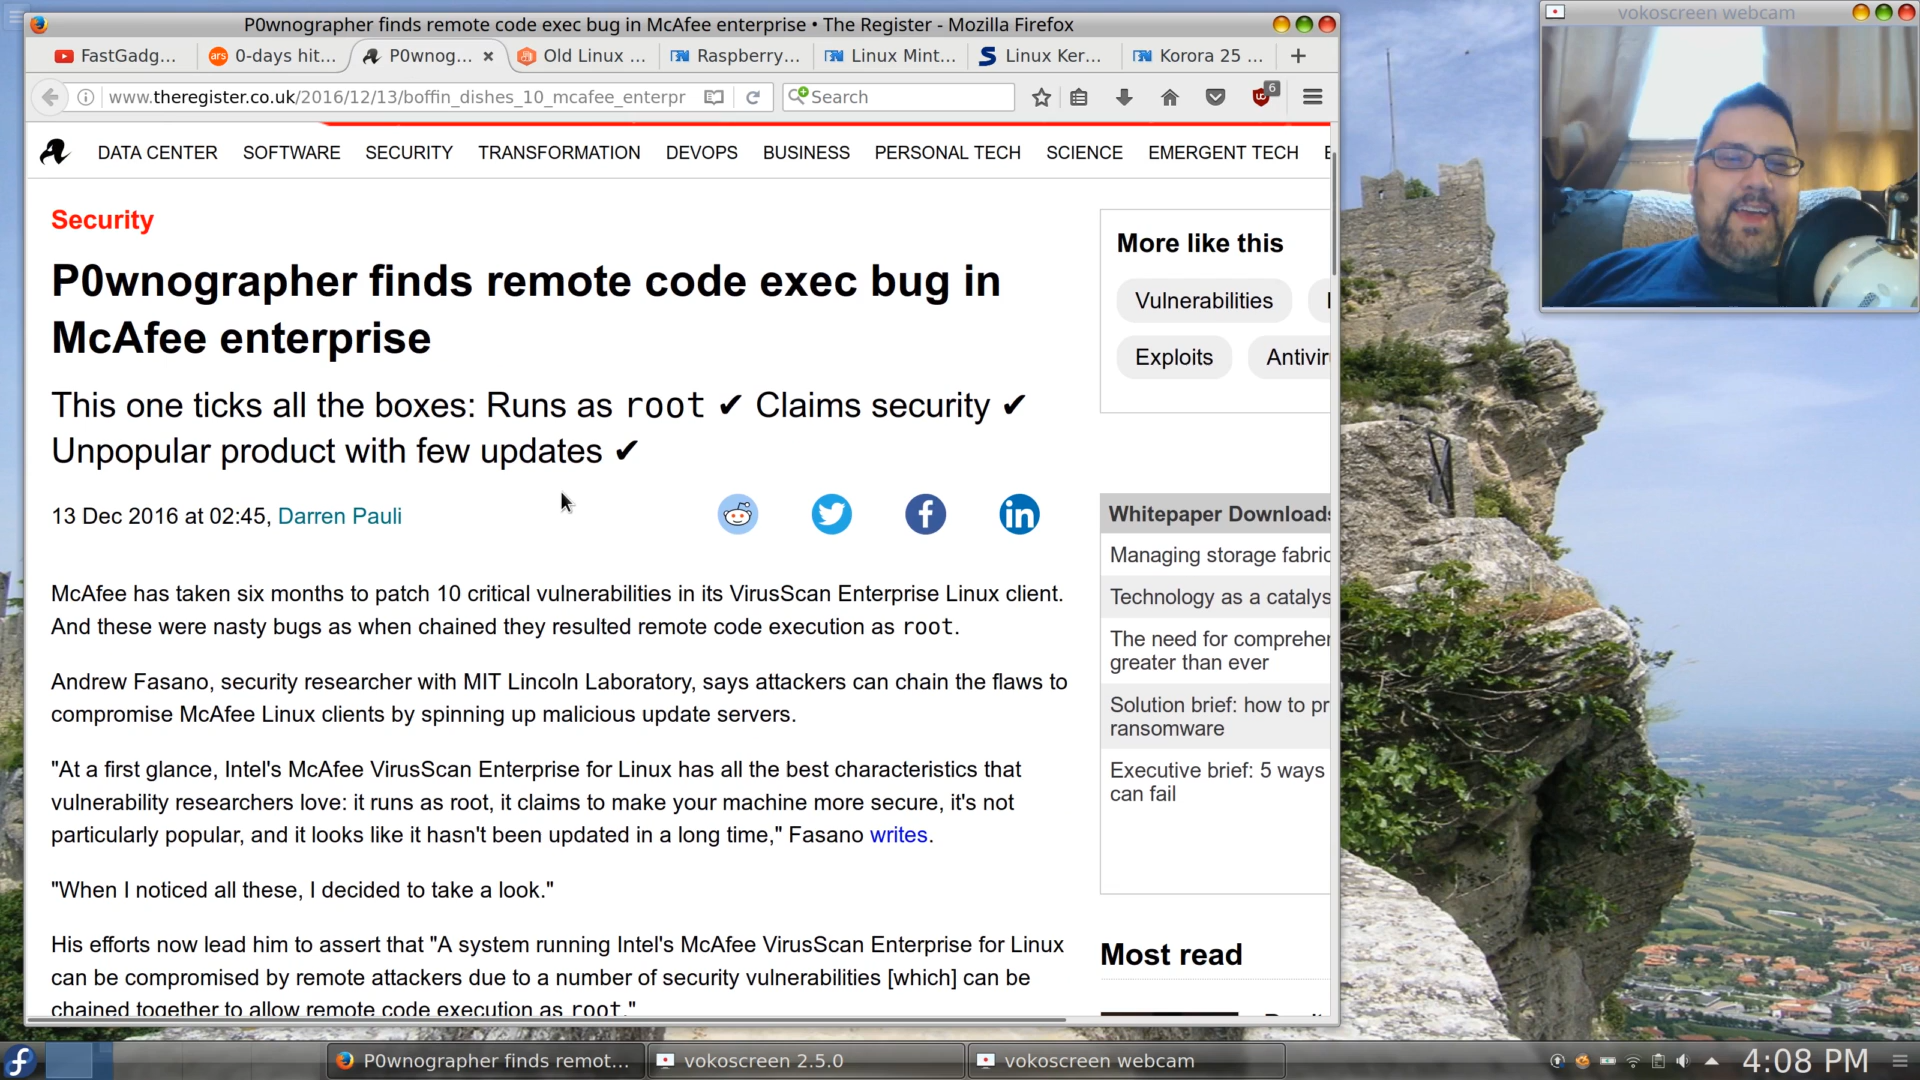 P0wnographer finds remote code exec bug in McAfee enterprise • The Register - Mozilla Firefox
vokoscreen webcam
FastGadg...
ars 0-days hit...
P0wnog...
Old Linux ...
Raspberry...
Linux Mint...
Linux Ker...
Korora 25 ...
www.theregister.co.uk/2016/12/13/boffin_dishes_10_mcafee_enterpr
Search
6
DATA CENTER SOFTWARE SECURITY TRANSFORMATION DEVOPS BUSINESS PERSONAL TECH SCIENCE EMERGENT TECH
Security
P0wnographer finds remote code exec bug in
McAfee enterprise
This one ticks all the boxes: Runs as root ✔ Claims security ✔
Unpopular product with few updates ✔
13 Dec 2016 at 02:45, Darren Pauli
in
McAfee has taken six months to patch 10 critical vulnerabilities in its VirusScan Enterprise Linux client.
And these were nasty bugs as when chained they resulted remote code execution as root.
Andrew Fasano, security researcher with MIT Lincoln Laboratory, says attackers can chain the flaws to
compromise McAfee Linux clients by spinning up malicious update servers.
"At a first glance, Intel's McAfee VirusScan Enterprise for Linux has all the best characteristics that
vulnerability researchers love: it runs as root, it claims to make your machine more secure, it's not
particularly popular, and it looks like it hasn't been updated in a long time," Fasano writes.
"When I noticed all these, I decided to take a look."
His efforts now lead him to assert that "A system running Intel's McAfee VirusScan Enterprise for Linux
can be compromised by remote attackers due to a number of security vulnerabilities [which] can be
chained together to allow remote code execution as root."
More like this
Vulnerabilities
Exploits
Antivir
Whitepaper Downloads
Managing storage fabric
Technology as a catalys
The need for comprehen
greater than ever
Solution brief: how to pr
ransomware
Executive brief: 5 ways
can fail
Most read
P0wnographer finds remot...
vokoscreen 2.5.0
vokoscreen webcam
4:08 PM